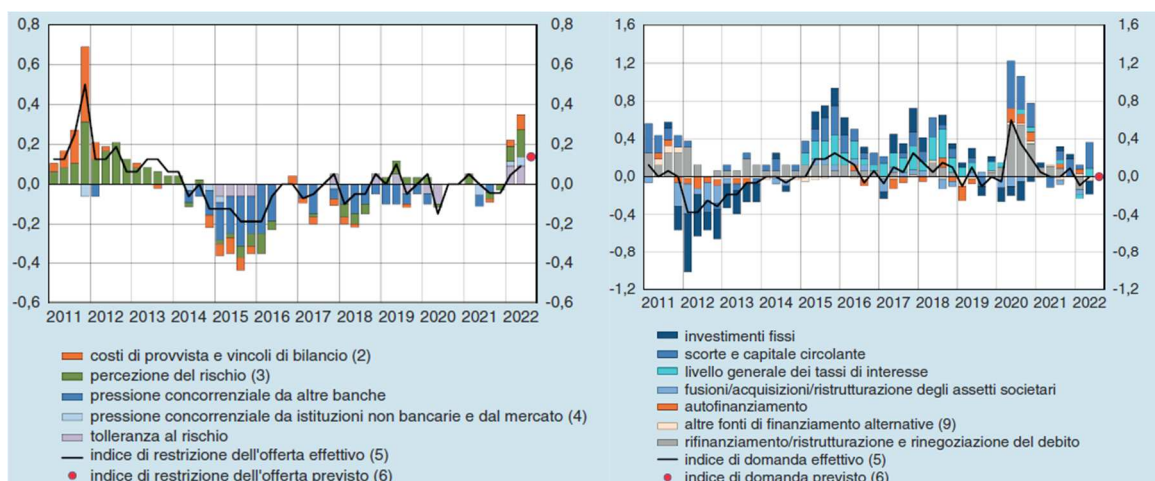 0,8
0,6
0,4
0,2
0,0
-0,2
-0,4
-0,6
0,8
0,6
0,4
0,2
0,0
-0,2
-0,4
-0,6
2011 2012 2013 2014 2015 2016 2017 2018 2019 2020 2021 2022
costi di provvista e vincoli di bilancio (2)
percezione del rischio (3)
pressione concorrenziale da altre banche
pressione concorrenziale da istituzioni non bancarie e dal mercato (4)
tolleranza al rischio
indice di restrizione dell'offerta effettivo (5)
indice di restrizione dell'offerta previsto (6)
1,6
1,2
0,8
0,4
0,0
-0,4
-0,8
-1,2
1,6
1,2
0,8
0,4
0,0
-0,4
-0,8
-1,2
2011 2012 2013 2014 2015 2016 2017 2018 2019 2020 2021 2022
investimenti fissi
scorte e capitale circolante
livello generale dei tassi di interesse
fusioni/acquisizioni/ristrutturazione degli assetti societari
autofinanziamento
altre fonti di finanziamento alternative (9)
rifinanziamento/ristrutturazione e rinegoziazione del debito
indice di domanda effettivo (5)
indice di domanda previsto (6)